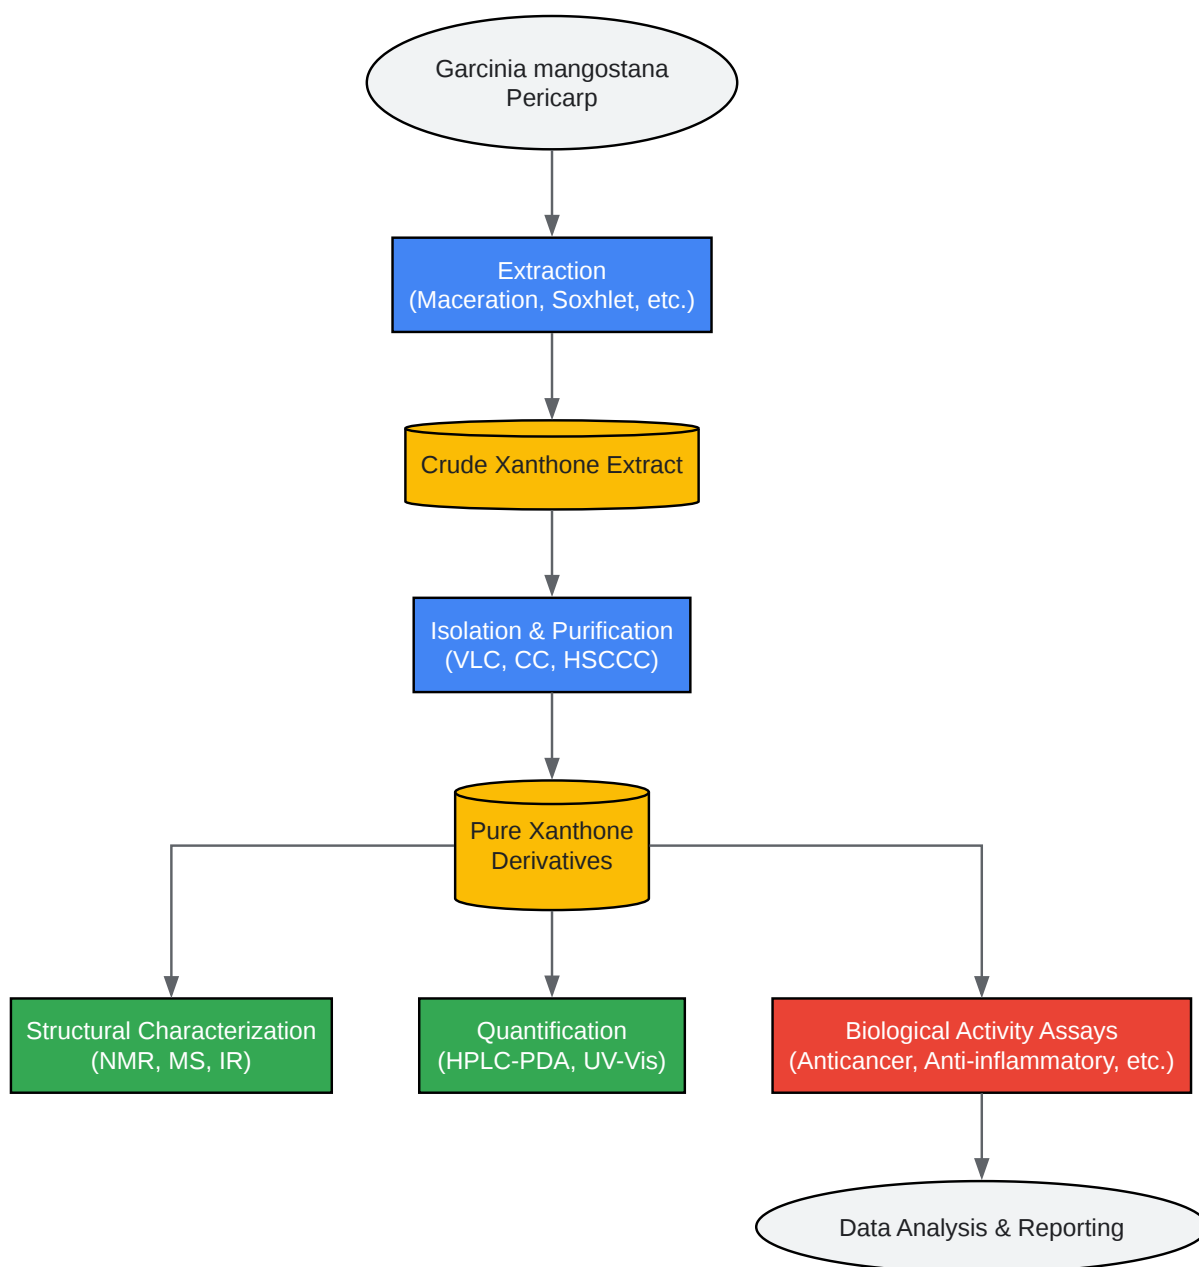 Garcinia mangostana
Pericarp
Extraction
(Maceration, Soxhlet, etc.)
Crude Xanthone Extract
Isolation & Purification
(VLC, CC, HSCCC)
Pure Xanthone
Derivatives
Structural Characterization
(NMR, MS, IR)
Quantification
(HPLC-PDA, UV-Vis)
Biological Activity Assays
(Anticancer, Anti-inflammatory, etc.)
Data Analysis & Reporting